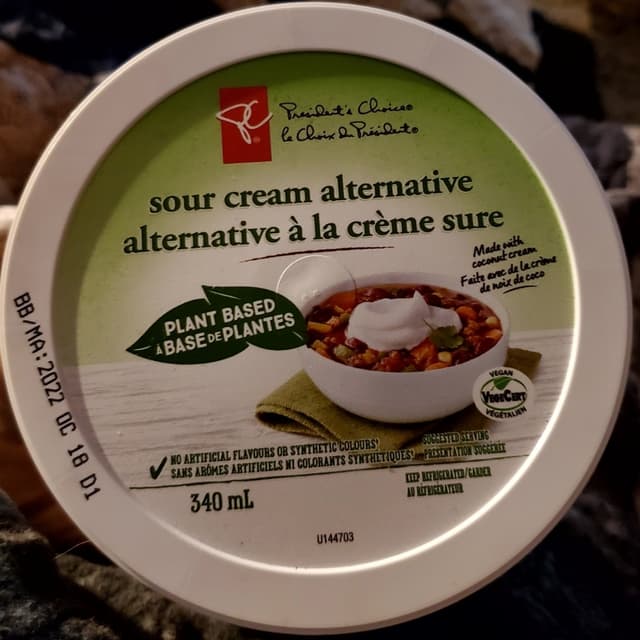 PC
President's Choice®
le Choix du Président®
sour cream alternative
alternative à la crème sure
Made with
coconut cream
Faite avec de la crème
de noix de coco
PLANT BASED
À BASE DE PLANTES
VEGAN
VegeCert
VÉGÉTALIEN
NO ARTIFICIAL FLAVOURS OR SYNTHETIC COLOURS!
SANS ARÔMES ARTIFICIELS NI COLORANTS SYNTHÉTIQUES!
SUGGESTED SERVING
PRÉSENTATION SUGGÉRÉE
340 mL
KEEP REFRIGERATED/GARDER
AU RÉFRIGÉRATEUR
U144703
BB/MA:2022 OC 18 D1